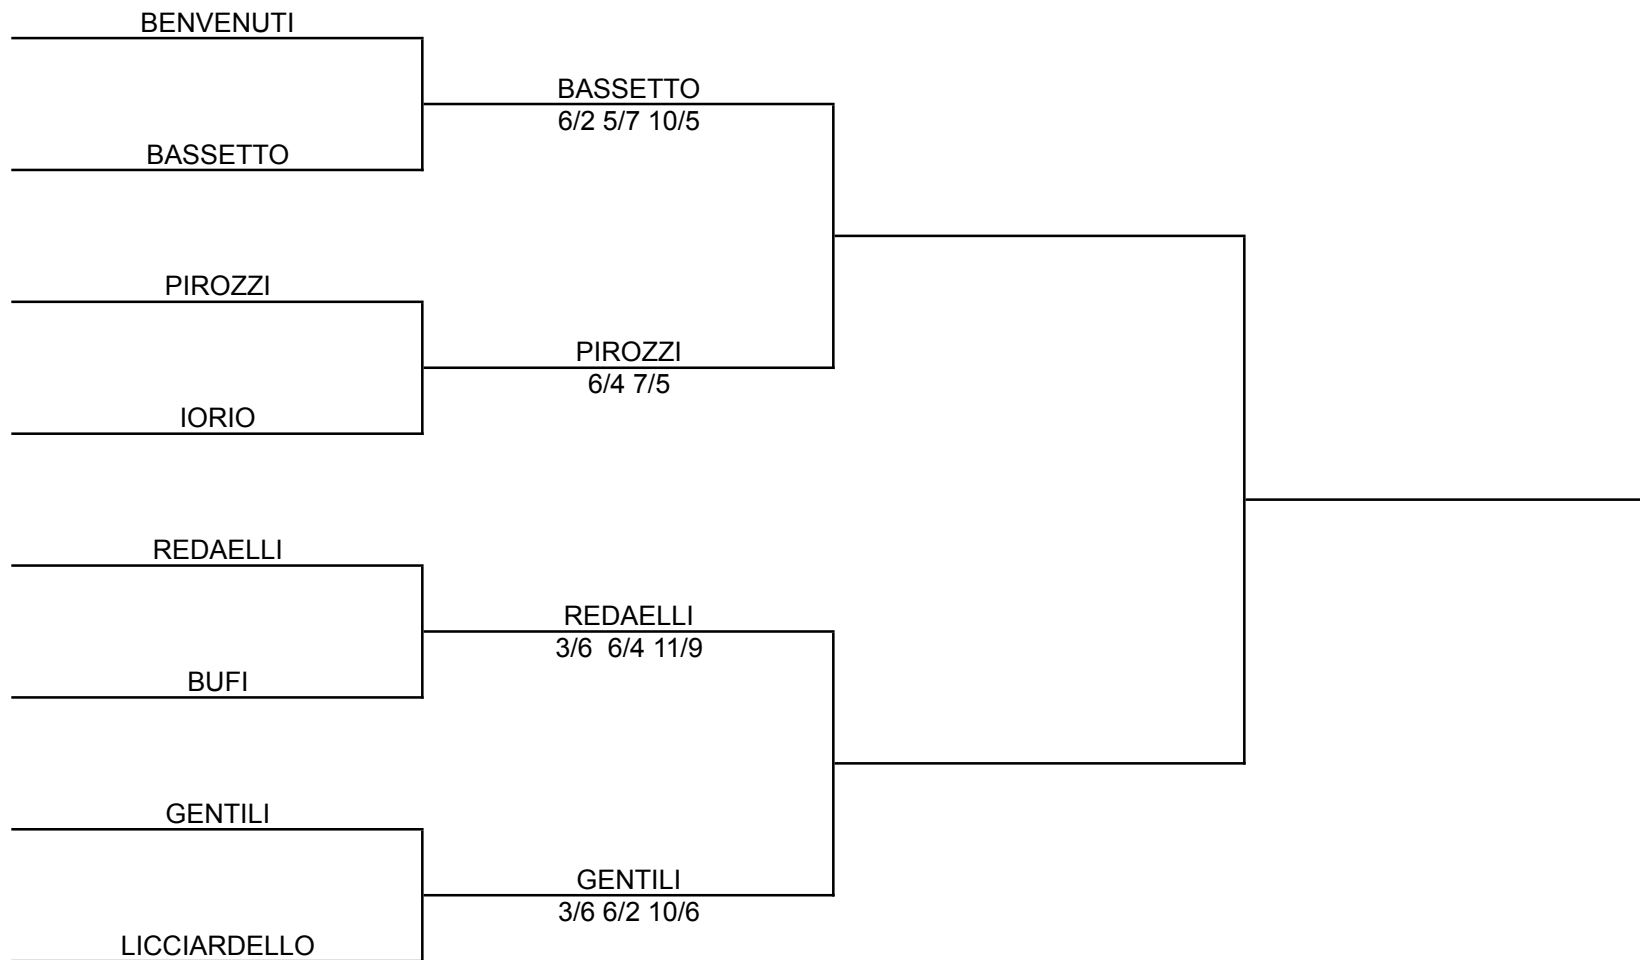 BENVENUTI
BASSETTO
6/2 5/7 10/5
BASSETTO
PIROZZI
PIROZZI
6/4 7/5
IORIO
REDAELLI
REDAELLI
3/6  6/4 11/9
BUFI
GENTILI
GENTILI
3/6 6/2 10/6
LICCIARDELLO